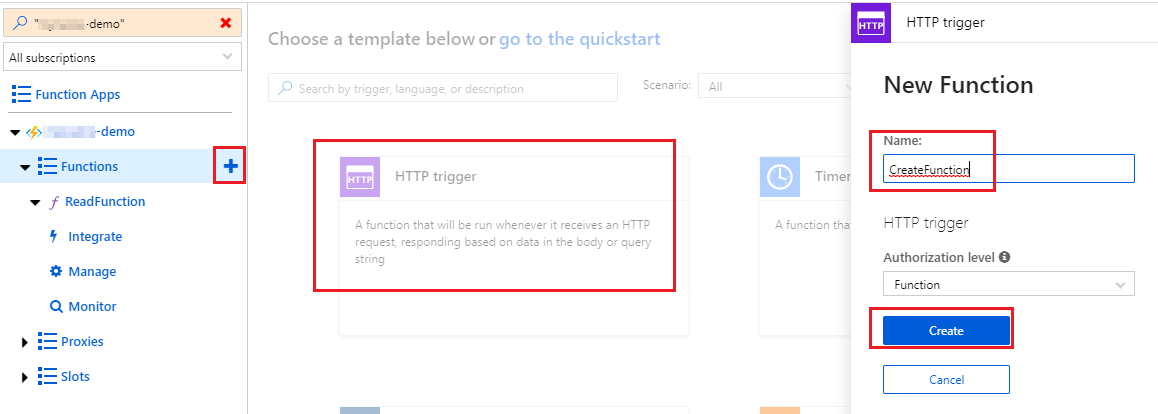 -demo"
All subscriptions
Function Apps
-demo
Functions
ReadFunction
Integrate
Manage
Monitor
Proxies
Slots
Choose a template below or go to the quickstart
Search by trigger, language, or description
Scenario: All
HTTP
HTTP trigger
A function that will be run whenever it receives an HTTP
request, responding based on data in the body or query
string
Timer
A function tha
HTTP
HTTP trigger
New Function
Name:
CreateFunction
HTTP trigger
Authorization level
Function
Create
Cancel